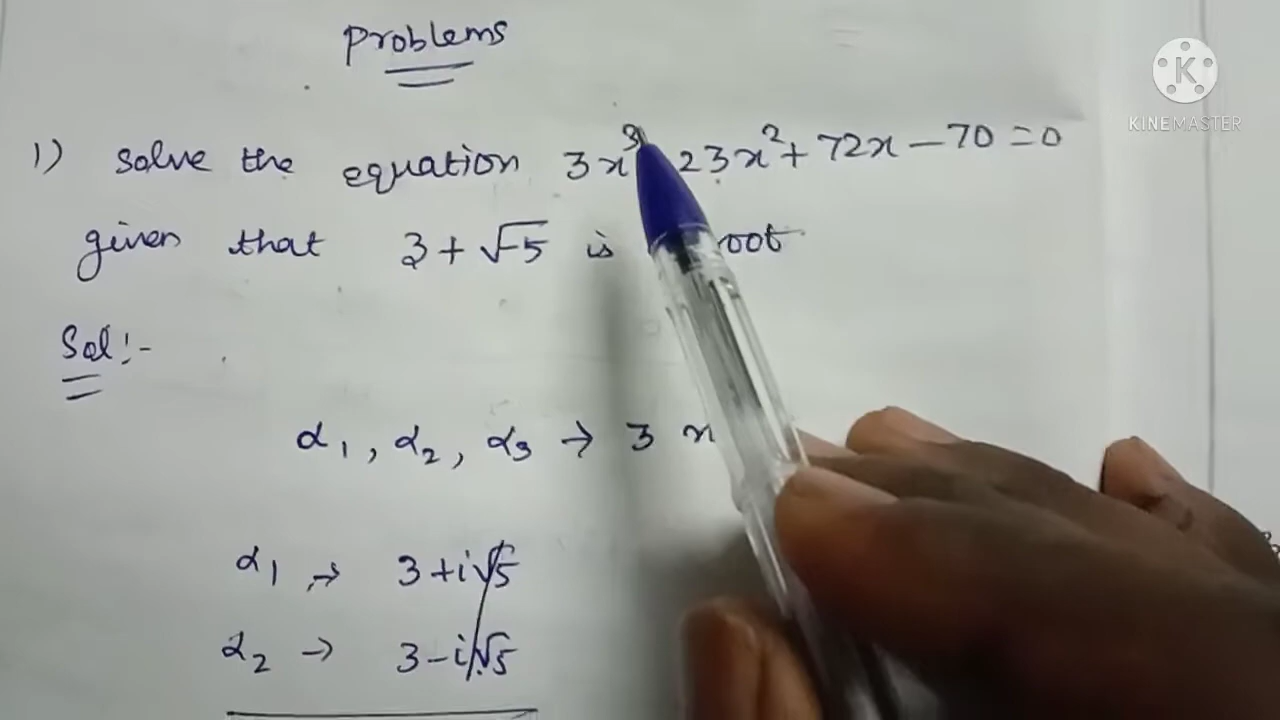 Problems
K
KINEMASTER
1) Solve the equation 3x³ 23x² + 72x – 70 = 0
given that 3 + √-5 is root
Sol:-
α₁, α₂, α₃ → 3
α₁ → 3 + i√5
α₂ → 3 - i√5